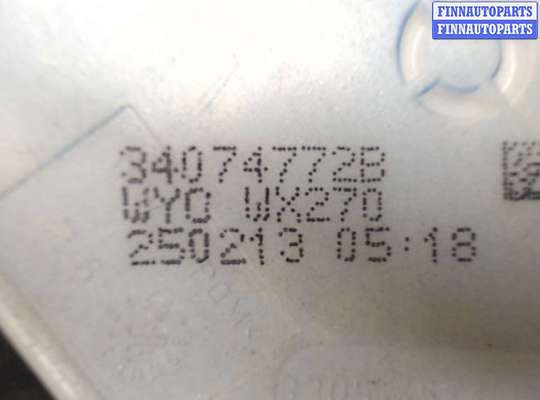 FINNAUTOPARTS
FINNAUTOPARTS
34074772B
WYO WX270
250213 05:18